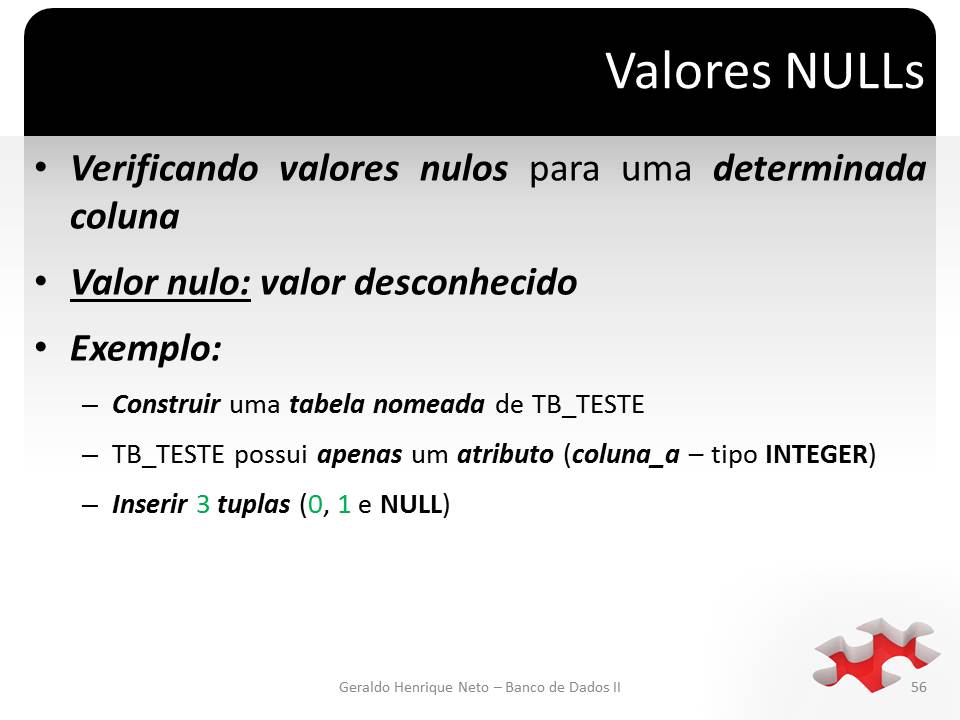 Valores NULLs
• Verificando valores nulos para uma determinada
coluna
• Valor nulo: valor desconhecido
• Exemplo:
– Construir uma tabela nomeada de TB_TESTE
– TB_TESTE possui apenas um atributo (coluna_a – tipo INTEGER)
– Inserir 3 tuplas (0, 1 e NULL)
Geraldo Henrique Neto – Banco de Dados II
56